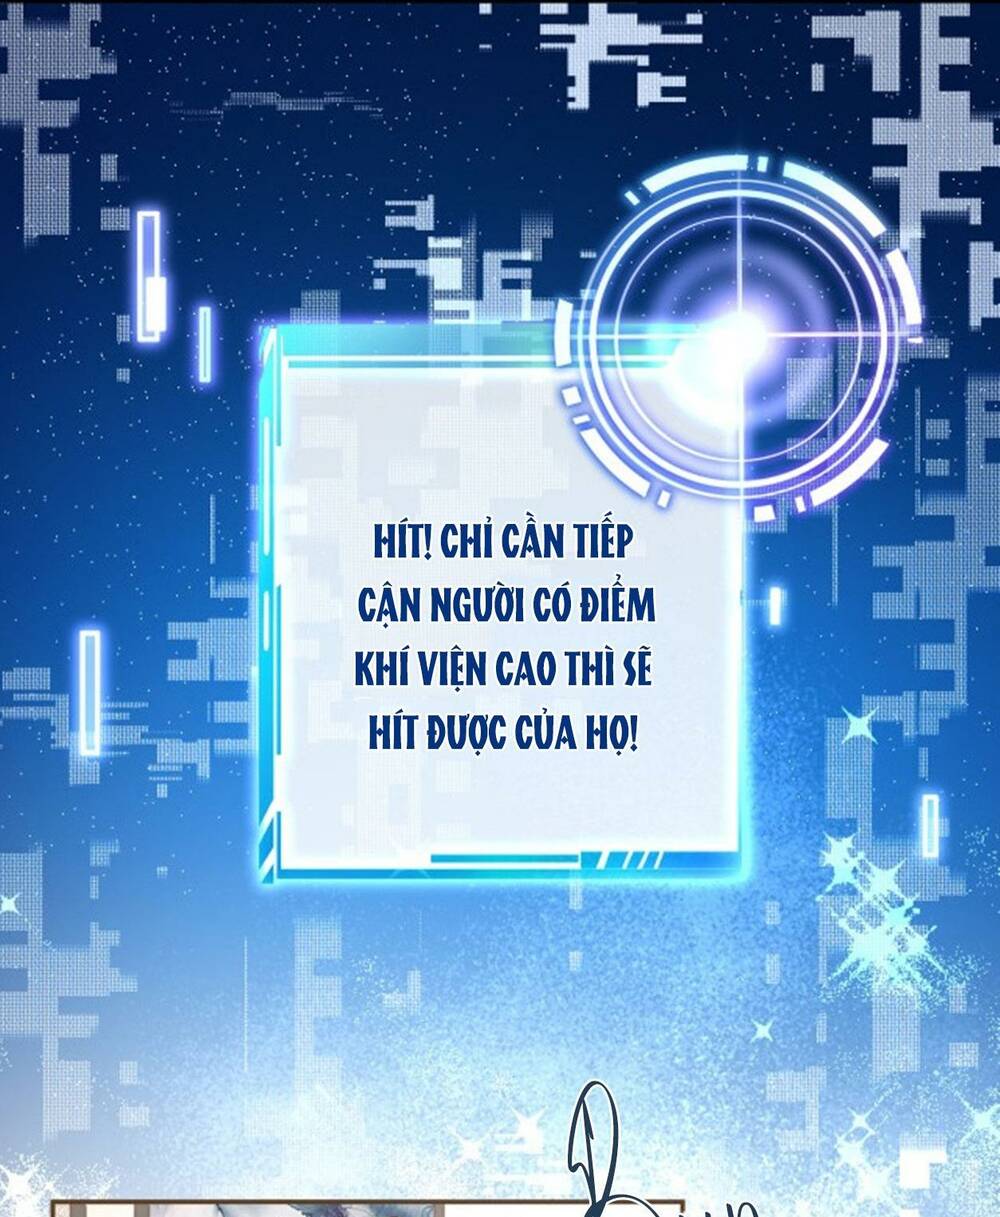 HÍT! CHỈ CẦN TIẾP
CẬN NGƯỜI CÓ ĐIỂM
KHÍ VIỆN CAO THÌ SẼ
HÍT ĐƯỢC CỦA HỌ!